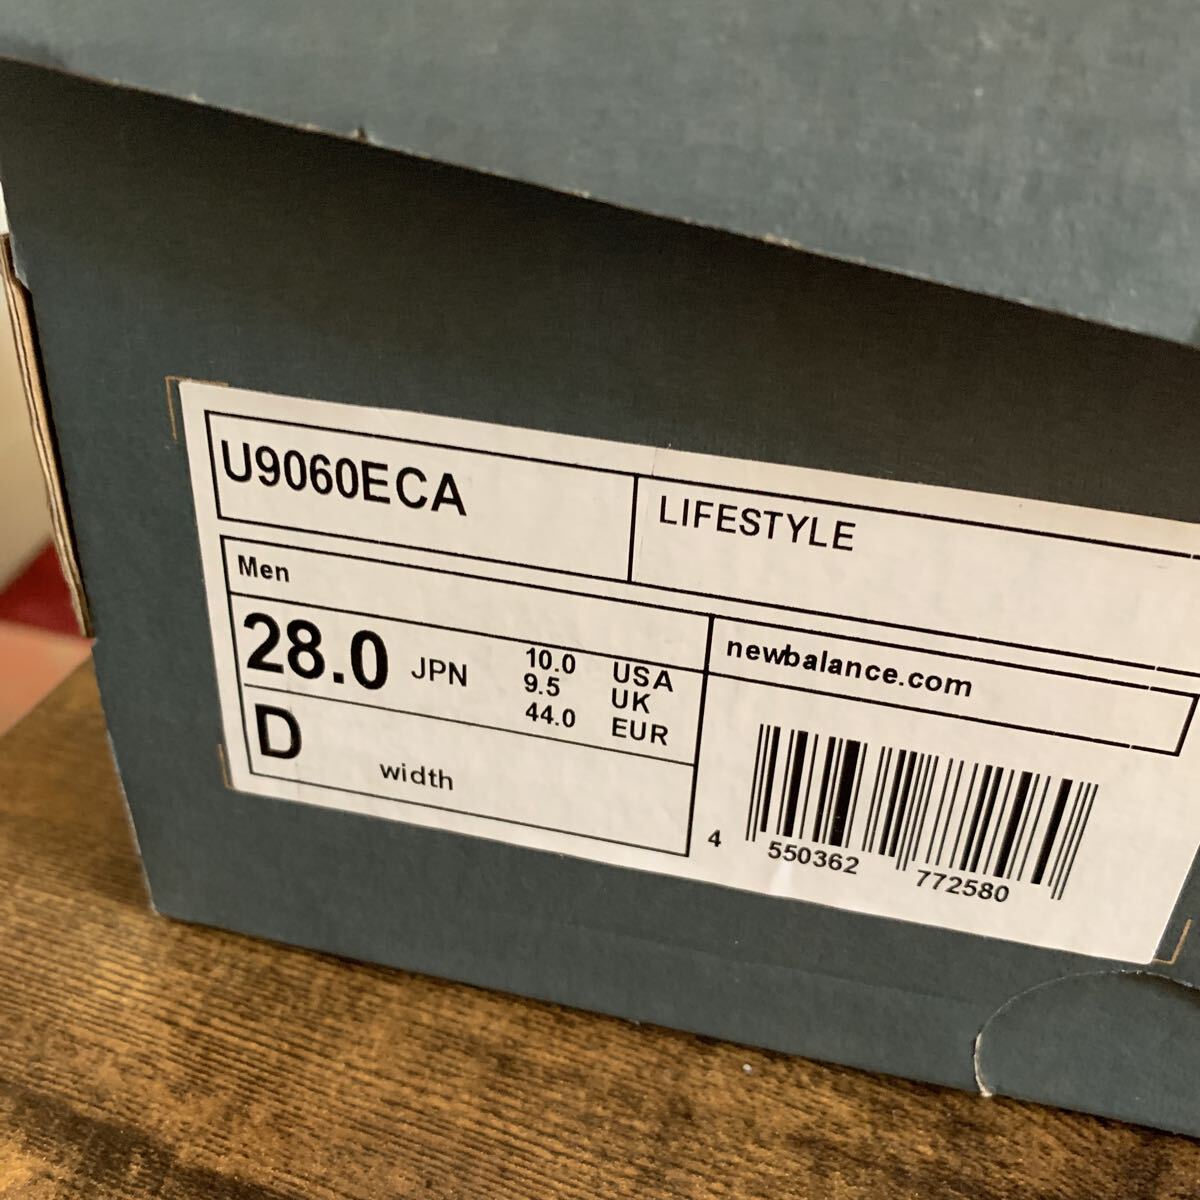 U9060ECA
LIFESTYLE
Men
28.0 JPN
10.0 USA
9.5 UK
44.0 EUR
D width
newbalance.com
4 550362 772580